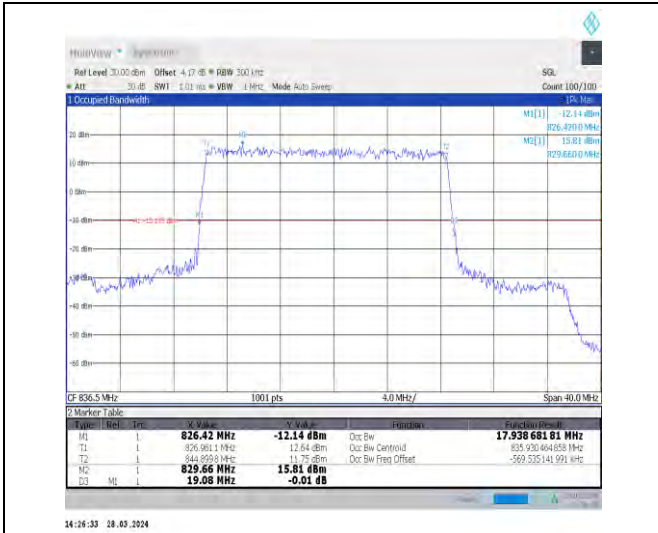 MultiView Spectrum
Ref Level 30.00 dBm Offset 4.17 dB RBW 300 kHz SGL
Att 30 dB SWT 1.01 ms VBW 1 MHz Mode Auto Sweep Count 100/100
1 Occupied Bandwidth 1Pk Max
M1[1] -12.14 dBm
826.4200 MHz
M2[1] 15.81 dBm
829.6600 MHz
20 dBm
10 dBm
0 dBm
-10 dBm
-20 dBm
-30 dBm
-40 dBm
-50 dBm
-60 dBm
CF 836.5 MHz 1001 pts 4.0 MHz/ Span 40.0 MHz
2 Marker Table
Type Ref Trc X Value Y Value Function Function Result
M1 1 826.42 MHz -12.14 dBm Occ Bw 17.938 681 81 MHz
T1 1 826.9611 MHz 12.64 dBm Occ Bw Centroid 835.930 464 858 MHz
T2 1 844.8998 MHz 11.75 dBm Occ Bw Freq Offset -569.535 141 991 kHz
M2 1 829.66 MHz 15.81 dBm
D3 M1 1 19.08 MHz -0.01 dB
14:26:33 28.03.2024